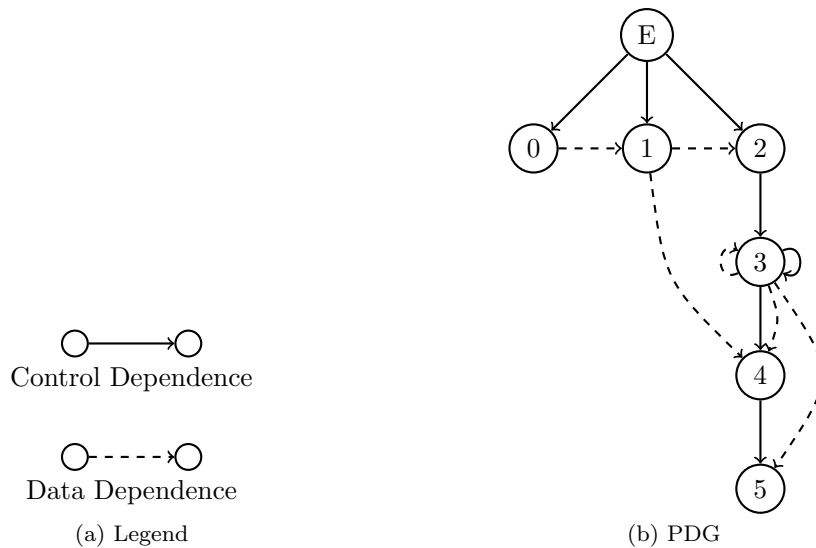 E
0 1 2
3
Control Dependence
4
Data Dependence
5
(a) Legend
(b) PDG